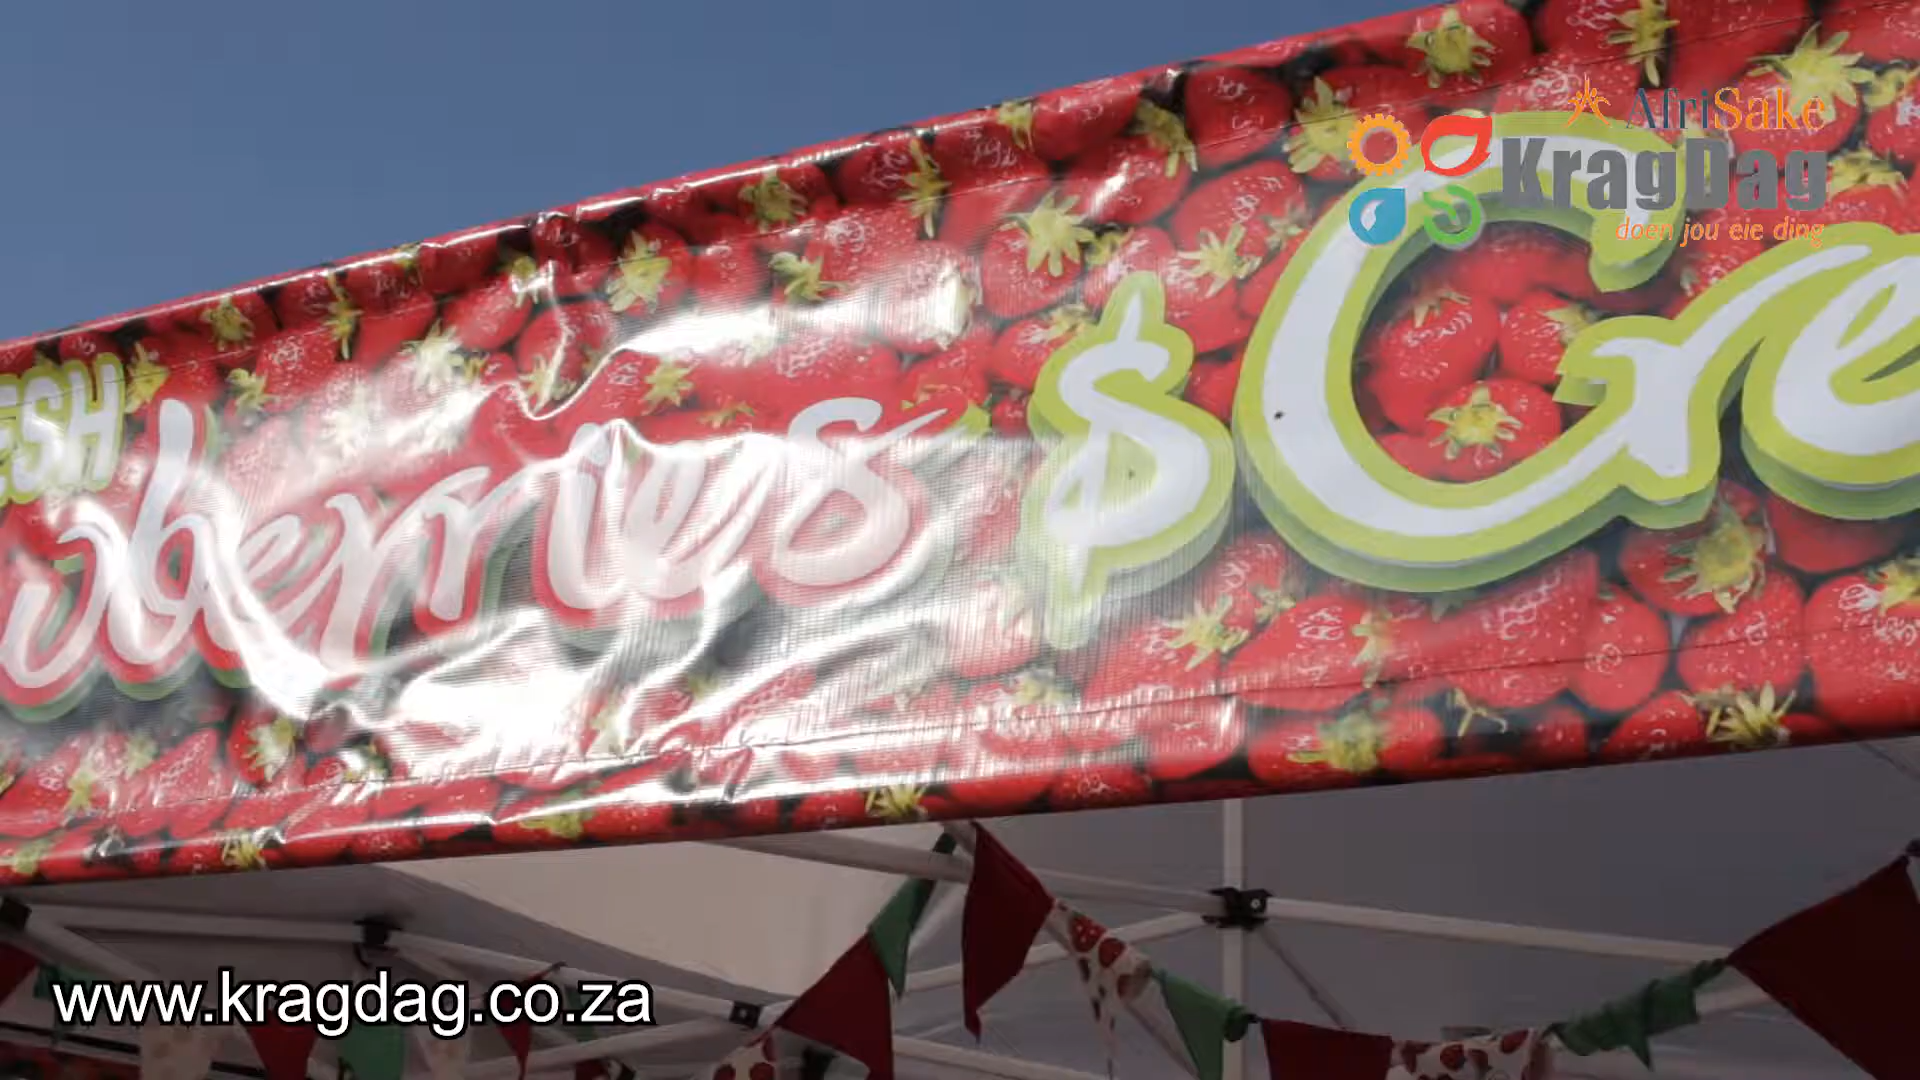 AfriSake
KragDag
doen jou eie ding
ESH
berries & Cre
www.kragdag.co.za